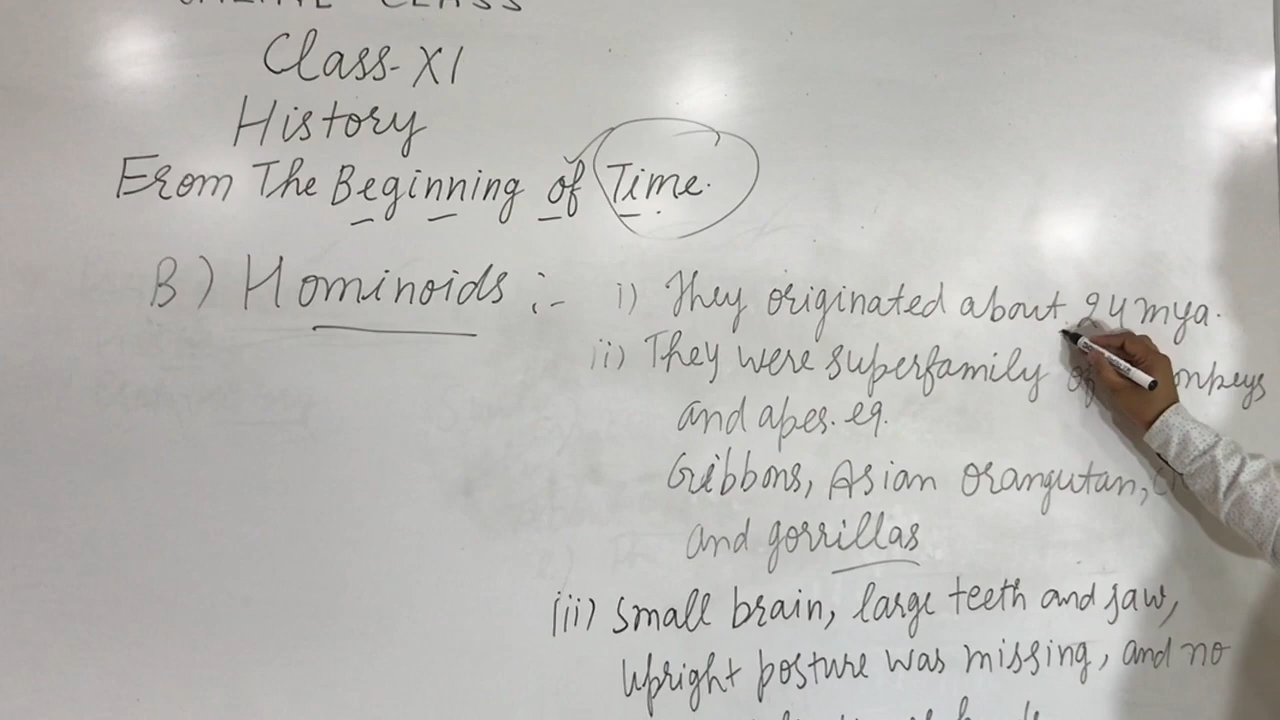 ONLINE CLASS
Class-XI
History
From The Beginning of Time.
B) Hominoids :- i) They originated about 24 mya.
ii) They were superfamily of
and apes. eg.
Gibbons, Asian Orangutan,
and gorrillas
iii) Small brain, large teeth and jaw,
Upright posture was missing, and no